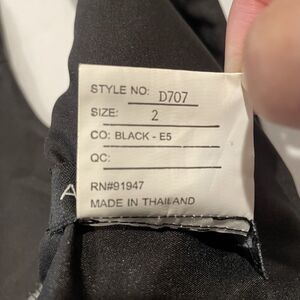 STYLE NO: D707
SIZE: 2
CO: BLACK - E5
QC:
RN#91947
MADE IN THAILAND